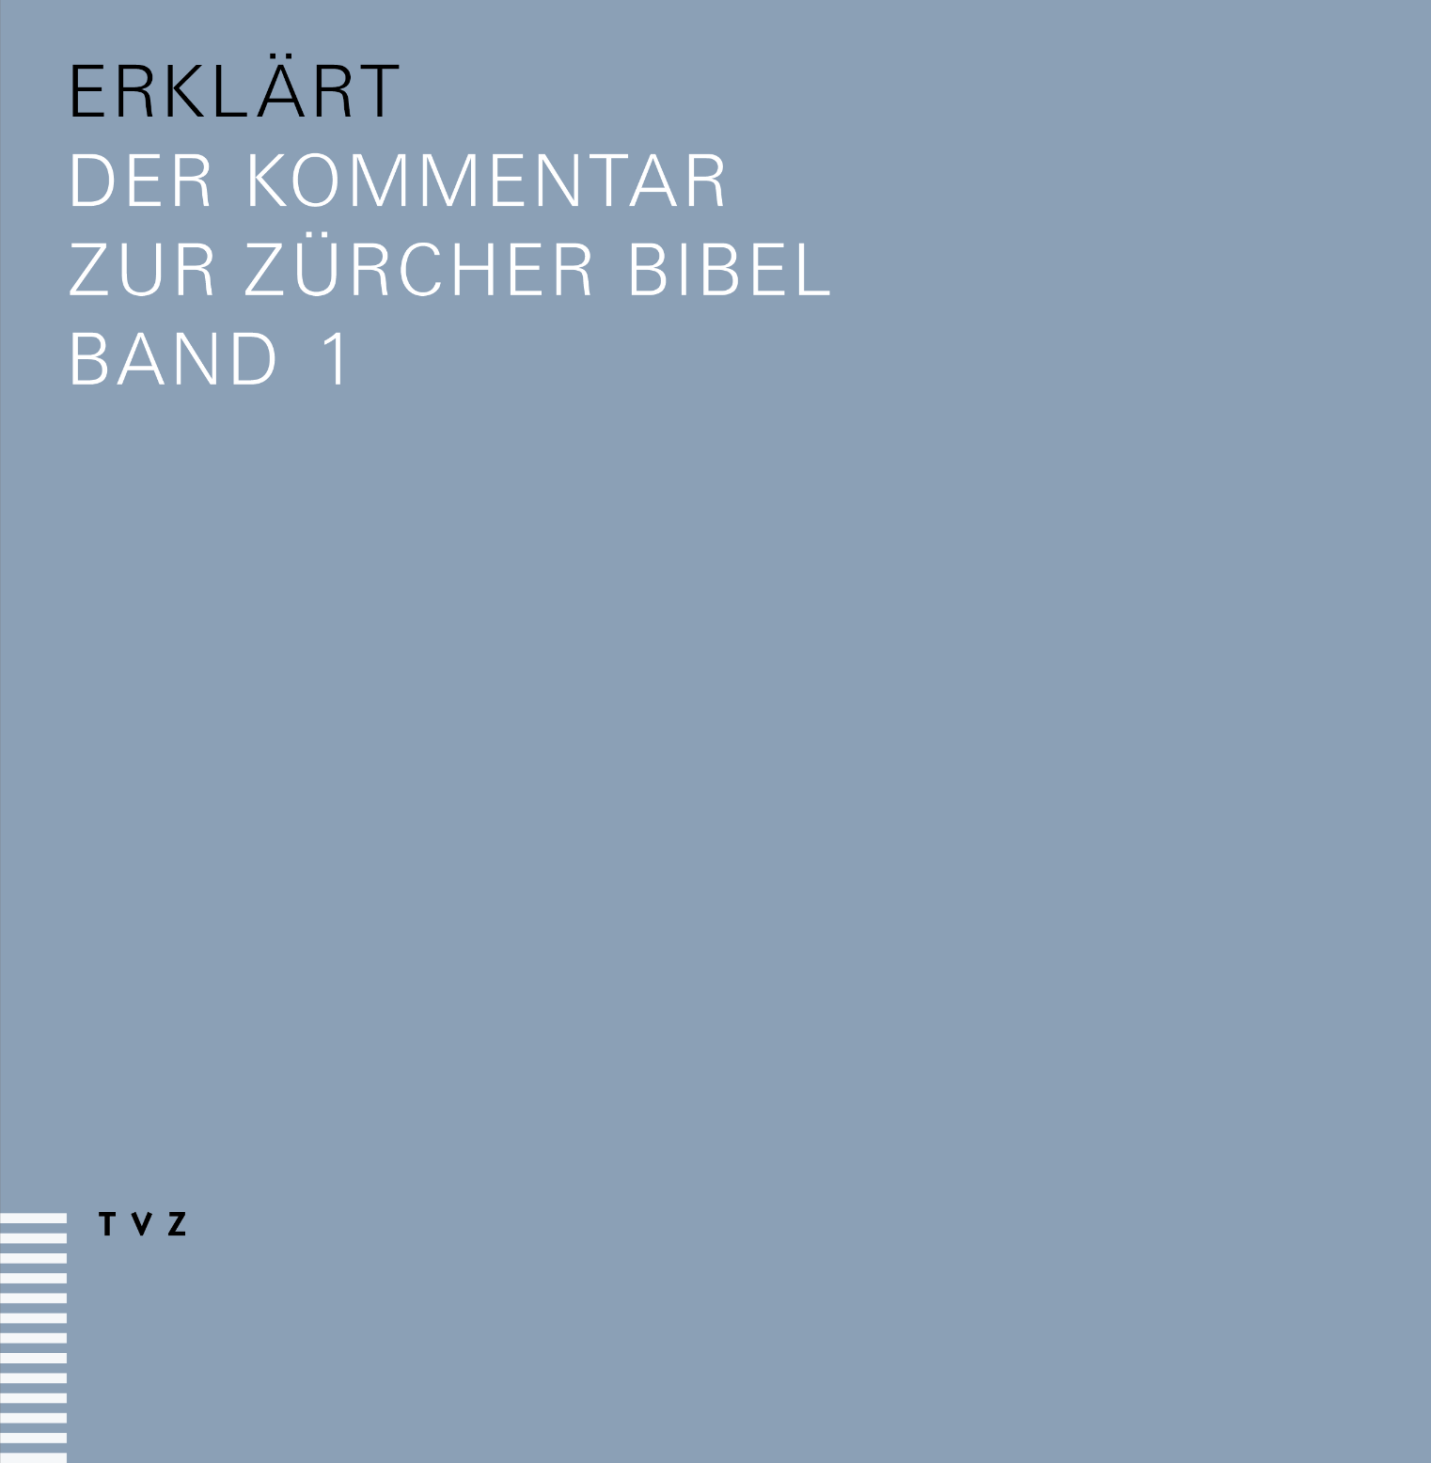 ERKLÄRT
DER KOMMENTAR
ZUR ZÜRCHER BIBEL
BAND 1
TVZ